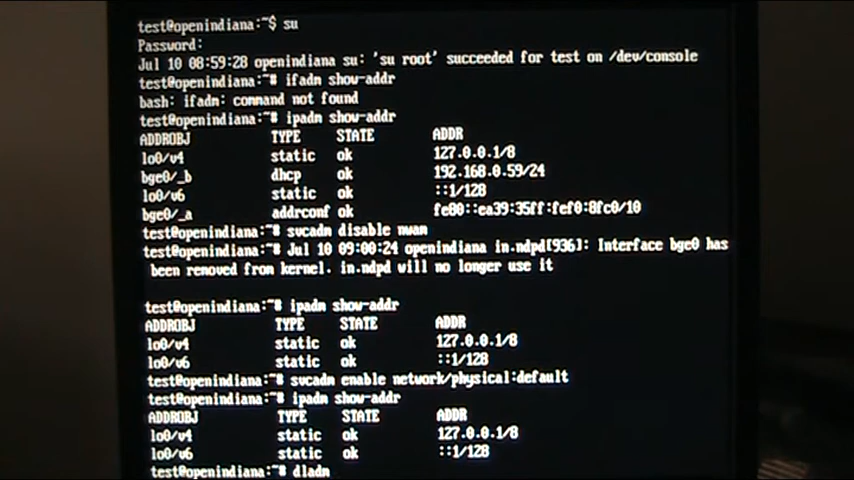 test@openindiana:~$ su
Password:
Jul 10 08:59:28 openindiana su: 'su root' succeeded for test on /dev/console
test@openindiana:~# ifadm show-addr
bash: ifadm: command not found
test@openindiana:~# ipadm show-addr
ADDROBJ TYPE STATE ADDR
lo0/v4 static ok 127.0.0.1/8
bge0/_b dhcp ok 192.168.0.59/24
lo0/v6 static ok ::1/128
bge0/_a addrconf ok fe80::ea39:35ff:fef0:8fc0/10
test@openindiana:~# svcadm disable nwam
test@openindiana:~# Jul 10 09:00:24 openindiana in.ndpd[936]: Interface bge0 has
been removed from kernel. in.ndpd will no longer use it
test@openindiana:~# ipadm show-addr
ADDROBJ TYPE STATE ADDR
lo0/v4 static ok 127.0.0.1/8
lo0/v6 static ok ::1/128
test@openindiana:~# svcadm enable network/physical:default
test@openindiana:~# ipadm show-addr
ADDROBJ TYPE STATE ADDR
lo0/v4 static ok 127.0.0.1/8
lo0/v6 static ok ::1/128
test@openindiana:~# dladm